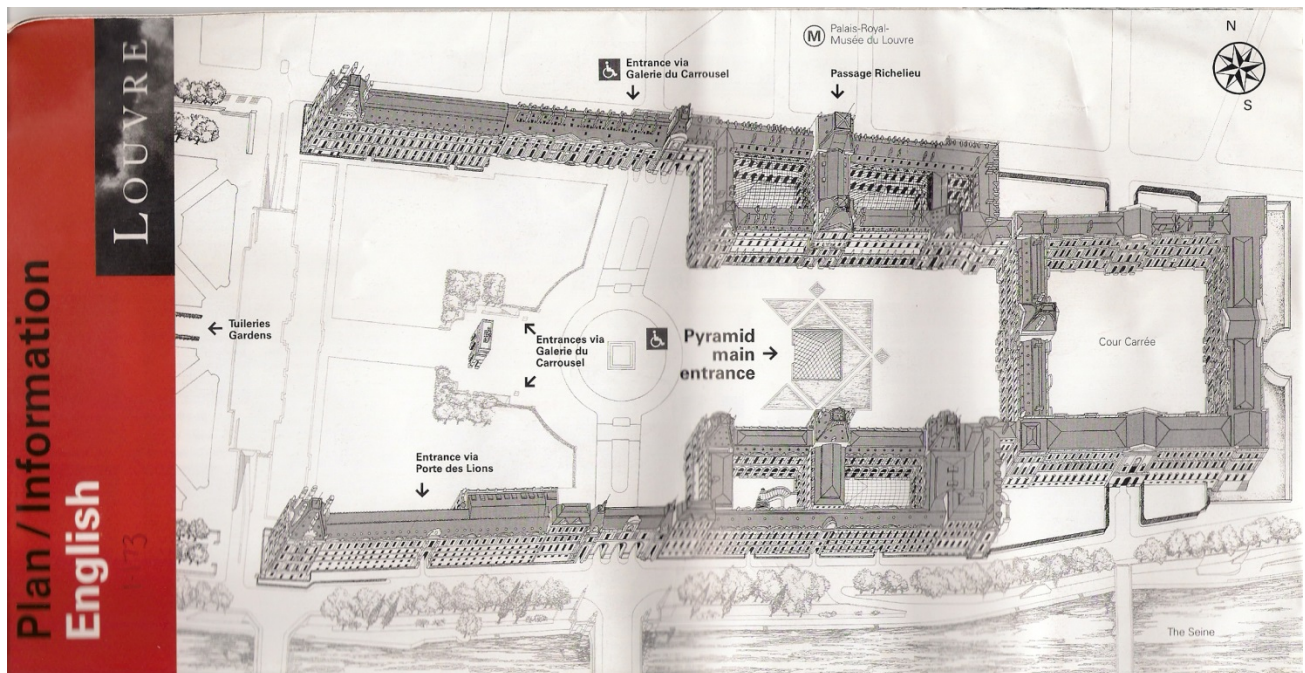 Plan / Information
English
LOUVRE
N
S
M
Palais-Royal-
Musée du Louvre
Entrance via
Galerie du Carrousel
Passage Richelieu
Tuileries
Gardens
Entrances via
Galerie du
Carrousel
Pyramid
main
entrance
Cour Carrée
Entrance via
Porte des Lions
The Seine